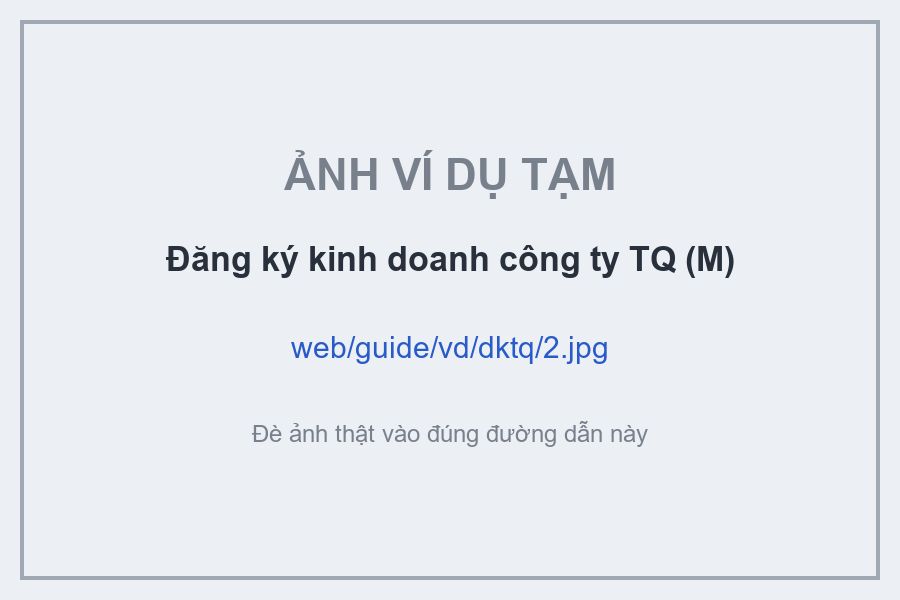 ẢNH VÍ DỤ TẠM
Đăng ký kinh doanh công ty TQ (M)
web/guide/vd/dktq/2.jpg
Đè ảnh thật vào đúng đường dẫn này